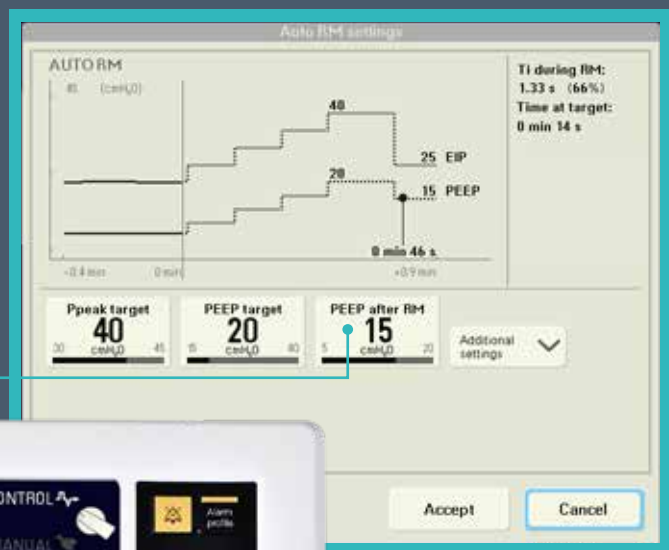 Auto RM settings
AUTO RM
45 (cmH₂O)
40
25 EIP
20
15 PEEP
0 min 46 s
-0.4 min 0 min +0.9 min
Ti during RM:
1.33 s (66%)
Time at target:
0 min 14 s
Ppeak target
40
30 cmH₂O 45
PEEP target
20
15 cmH₂O 40
PEEP after RM
15
5 cmH₂O 20
Additional
settings
Accept
Cancel
ONTROL
MANUAL
Alarm
profile